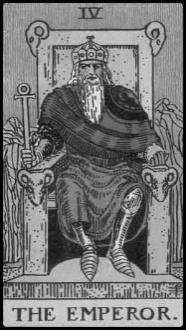 IV
THE EMPEROR.